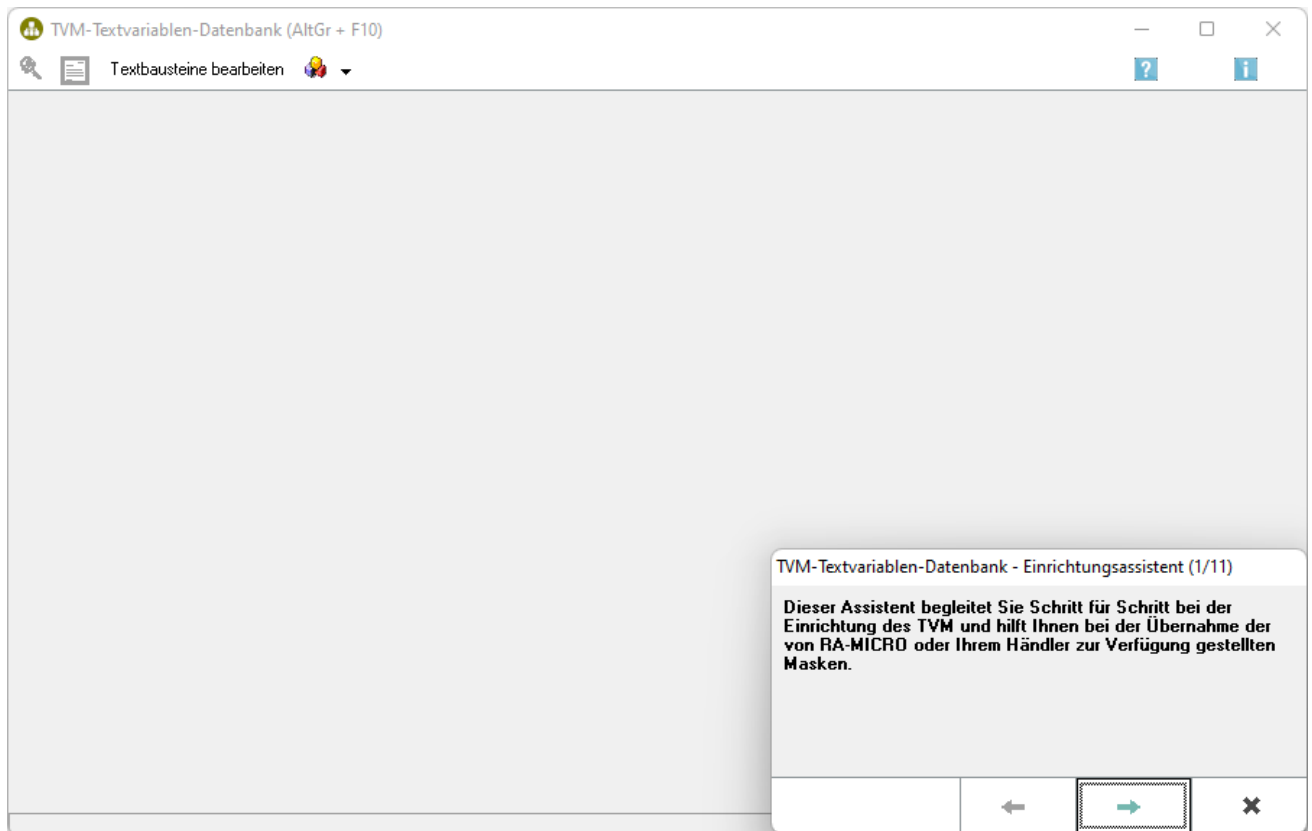 TVM-Textvariablen-Datenbank (AltGr + F10)
Textbausteine bearbeiten
?
i
TVM-Textvariablen-Datenbank - Einrichtungsassistent (1/11)
Dieser Assistent begleitet Sie Schritt für Schritt bei der
Einrichtung des TVM und hilft Ihnen bei der Übernahme der
von RA-MICRO oder Ihrem Händler zur Verfügung gestellten
Masken.